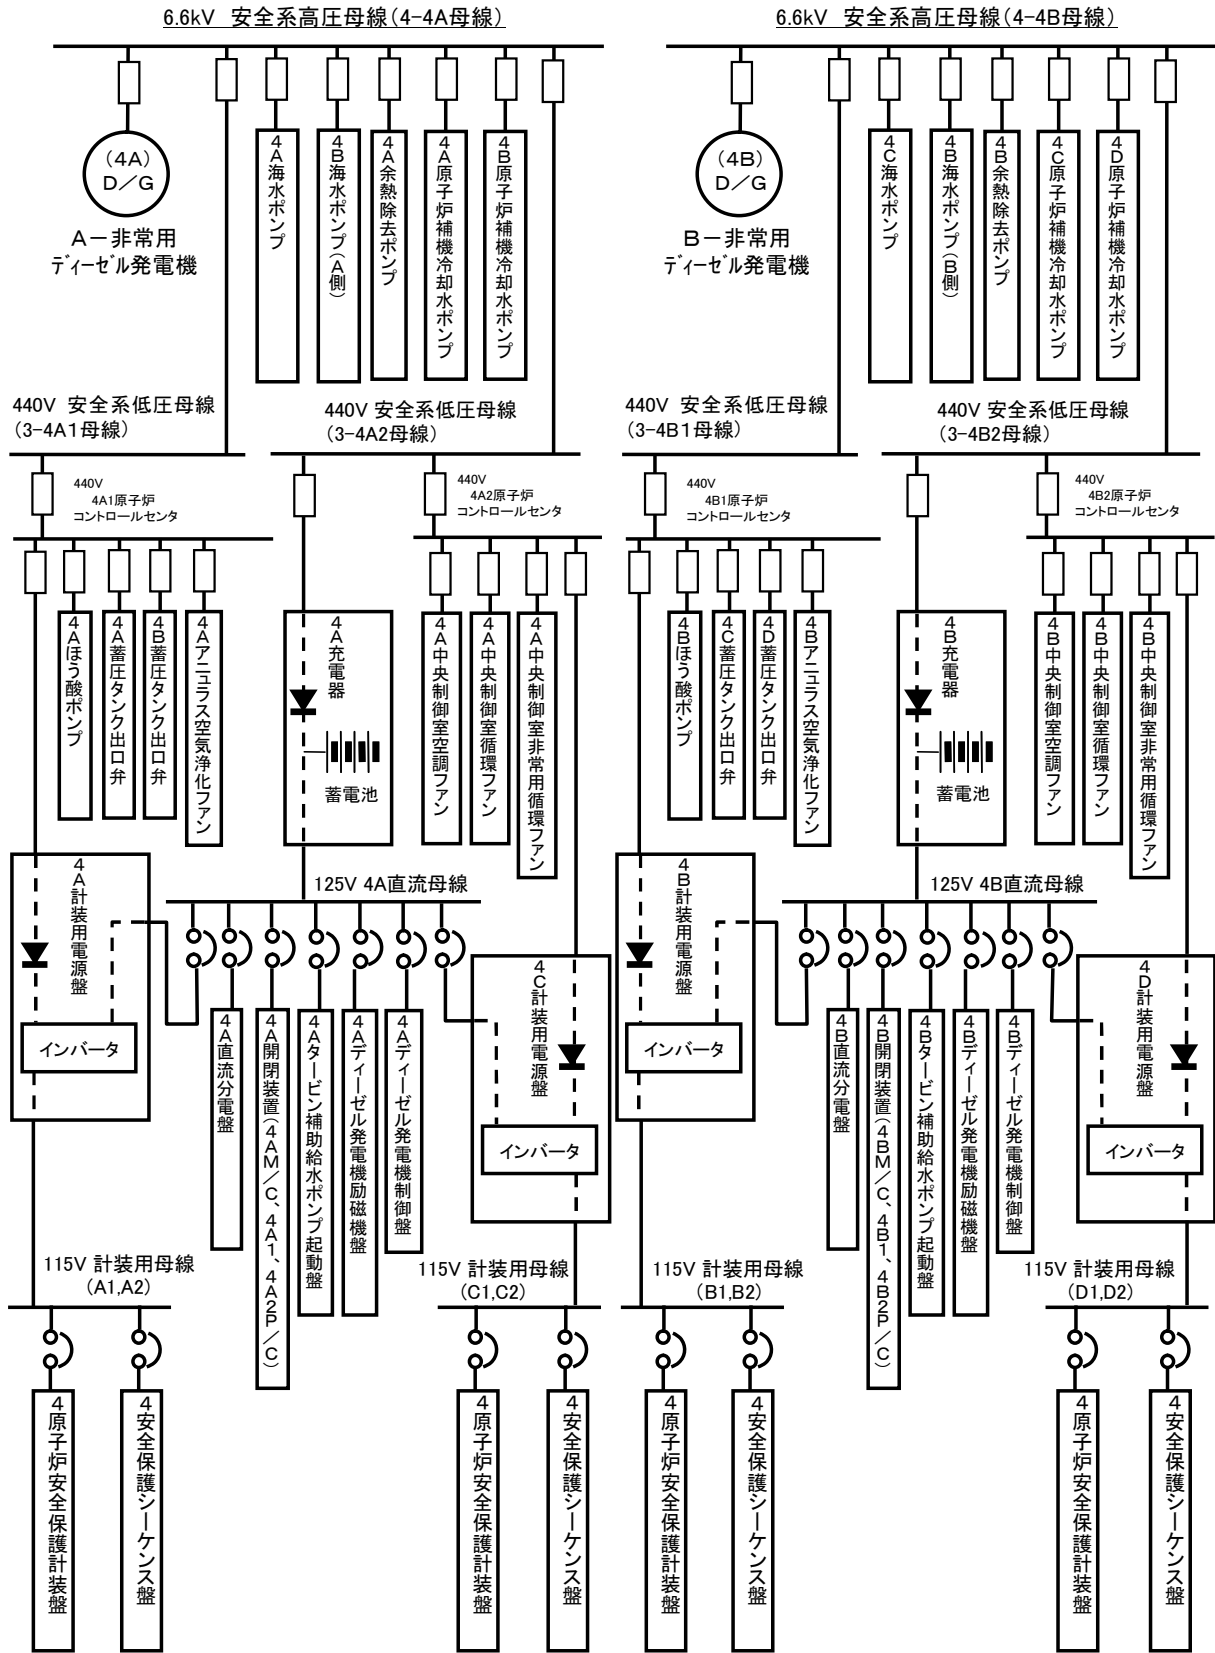 6.6kV 安全系高圧母線(4-4A母線)
(4A)
D/G
A-非常用
ディーゼル発電機
4A海水ポンプ
4B海水ポンプ(A側)
4A余熱除去ポンプ
4A原子炉補機冷却水ポンプ
4B原子炉補機冷却水ポンプ
440V 安全系低圧母線
(3-4A1母線)
440V 安全系低圧母線
(3-4A2母線)
440V
4A1原子炉
コントロールセンタ
440V
4A2原子炉
コントロールセンタ
4Aほう酸ポンプ
4A蓄圧タンク出口弁
4B蓄圧タンク出口弁
4Aアニュラス空気浄化ファン
4A充電器
蓄電池
4A中央制御室空調ファン
4A中央制御室循環ファン
4A中央制御室非常用循環ファン
4A計装用電源盤
インバータ
125V 4A直流母線
4A直流分電盤
4A開閉装置(4AM/C、4A1、4A2P/C)
4Aタービン補助給水ポンプ起動盤
4Aディーゼル発電機励磁機盤
4Aディーゼル発電機制御盤
4C計装用電源盤
インバータ
115V 計装用母線
(A1,A2)
115V 計装用母線
(C1,C2)
4原子炉安全保護計装盤
4安全保護シーケンス盤
4原子炉安全保護計装盤
4安全保護シーケンス盤
6.6kV 安全系高圧母線(4-4B母線)
(4B)
D/G
B-非常用
ディーゼル発電機
4C海水ポンプ
4B海水ポンプ(B側)
4B余熱除去ポンプ
4C原子炉補機冷却水ポンプ
4D原子炉補機冷却水ポンプ
440V 安全系低圧母線
(3-4B1母線)
440V 安全系低圧母線
(3-4B2母線)
440V
4B1原子炉
コントロールセンタ
440V
4B2原子炉
コントロールセンタ
4Bほう酸ポンプ
4C蓄圧タンク出口弁
4D蓄圧タンク出口弁
4Bアニュラス空気浄化ファン
4B充電器
蓄電池
4B中央制御室空調ファン
4B中央制御室循環ファン
4B中央制御室非常用循環ファン
4B計装用電源盤
インバータ
125V 4B直流母線
4B直流分電盤
4B開閉装置(4BM/C、4B1、4B2P/C)
4Bタービン補助給水ポンプ起動盤
4Bディーゼル発電機励磁機盤
4Bディーゼル発電機制御盤
4D計装用電源盤
インバータ
115V 計装用母線
(B1,B2)
115V 計装用母線
(D1,D2)
4原子炉安全保護計装盤
4安全保護シーケンス盤
4原子炉安全保護計装盤
4安全保護シーケンス盤